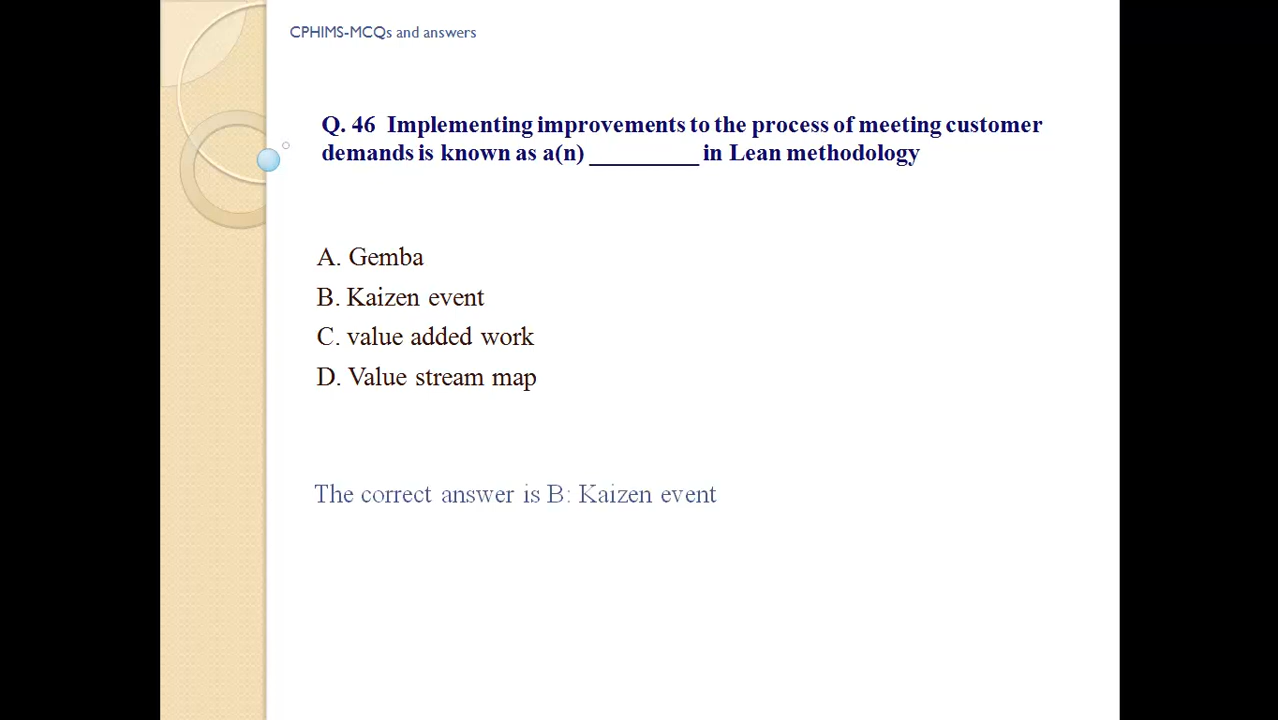 CPHIMS-MCQs and answers
Q. 46 Implementing improvements to the process of meeting customer
demands is known as a(n) _________ in Lean methodology
A. Gemba
B. Kaizen event
C. value added work
D. Value stream map
The correct answer is B: Kaizen event